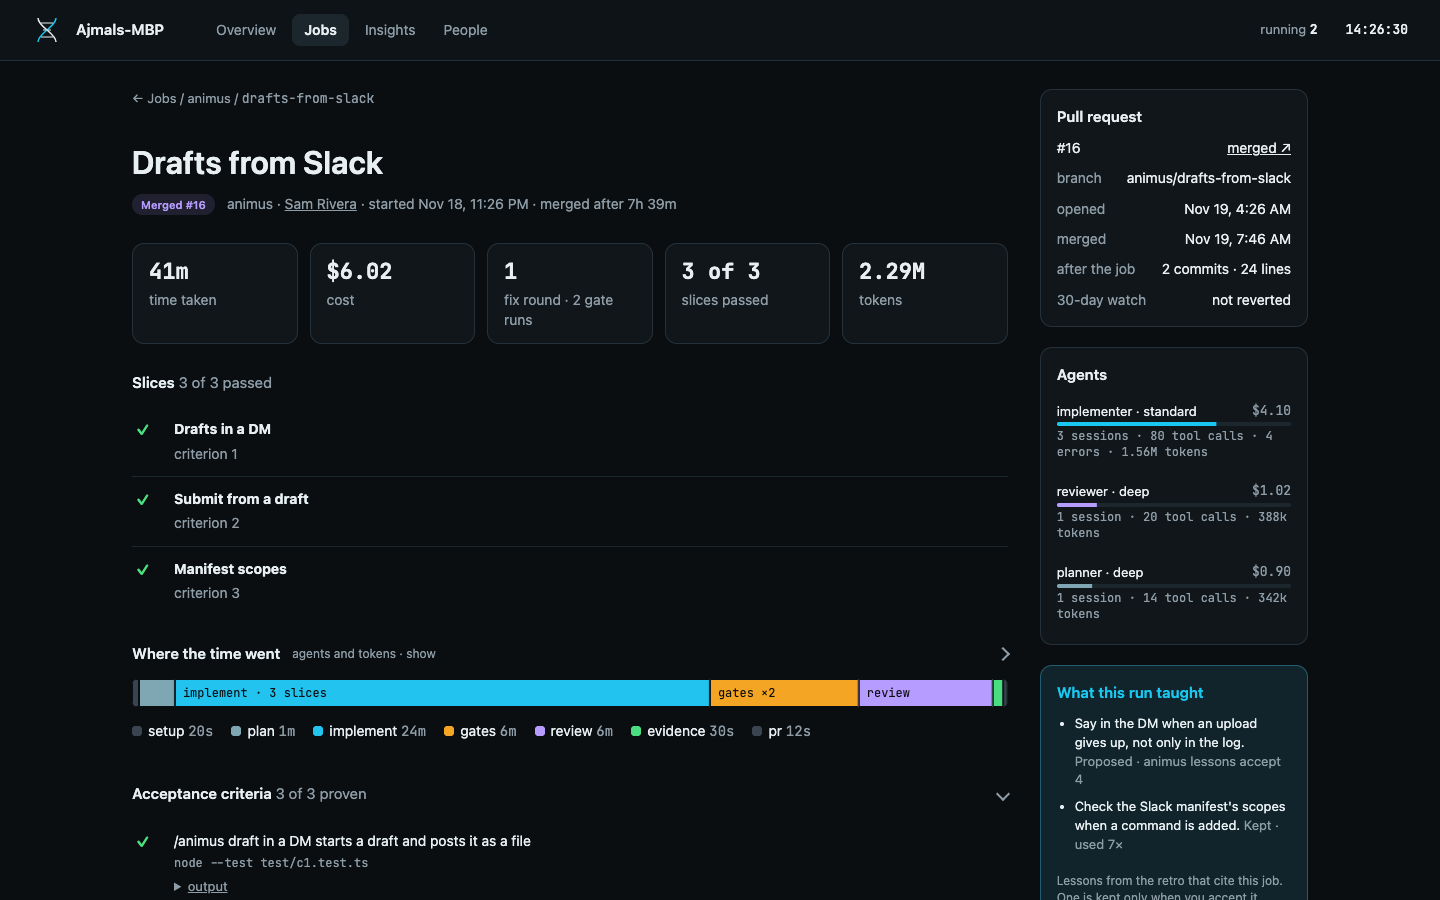 Ajmals-MBP
Overview
Jobs
Insights
People
running 2
14:26:30
← Jobs / animus / drafts-from-slack
Drafts from Slack
Merged #16
animus · Sam Rivera · started Nov 18, 11:26 PM · merged after 7h 39m
41m
time taken
$6.02
cost
1
fix round · 2 gate
runs
3 of 3
slices passed
2.29M
tokens
Slices 3 of 3 passed
Drafts in a DM
criterion 1
Submit from a draft
criterion 2
Manifest scopes
criterion 3
Where the time went agents and tokens · show
implement · 3 slices
gates ×2
review
setup 20s
plan 1m
implement 24m
gates 6m
review 6m
evidence 30s
pr 12s
Acceptance criteria 3 of 3 proven
/animus draft in a DM starts a draft and posts it as a file
node --test test/c1.test.ts
output
Pull request
#16 merged ↗
branch animus/drafts-from-slack
opened Nov 19, 4:26 AM
merged Nov 19, 7:46 AM
after the job 2 commits · 24 lines
30-day watch not reverted
Agents
implementer · standard $4.10
3 sessions · 80 tool calls · 4
errors · 1.56M tokens
reviewer · deep $1.02
1 session · 20 tool calls · 388k
tokens
planner · deep $0.90
1 session · 14 tool calls · 342k
tokens
What this run taught
Say in the DM when an upload
gives up, not only in the log.
Proposed · animus lessons accept
4
Check the Slack manifest's scopes
when a command is added. Kept ·
used 7×
Lessons from the retro that cite this job.
One is kept only when you accept it